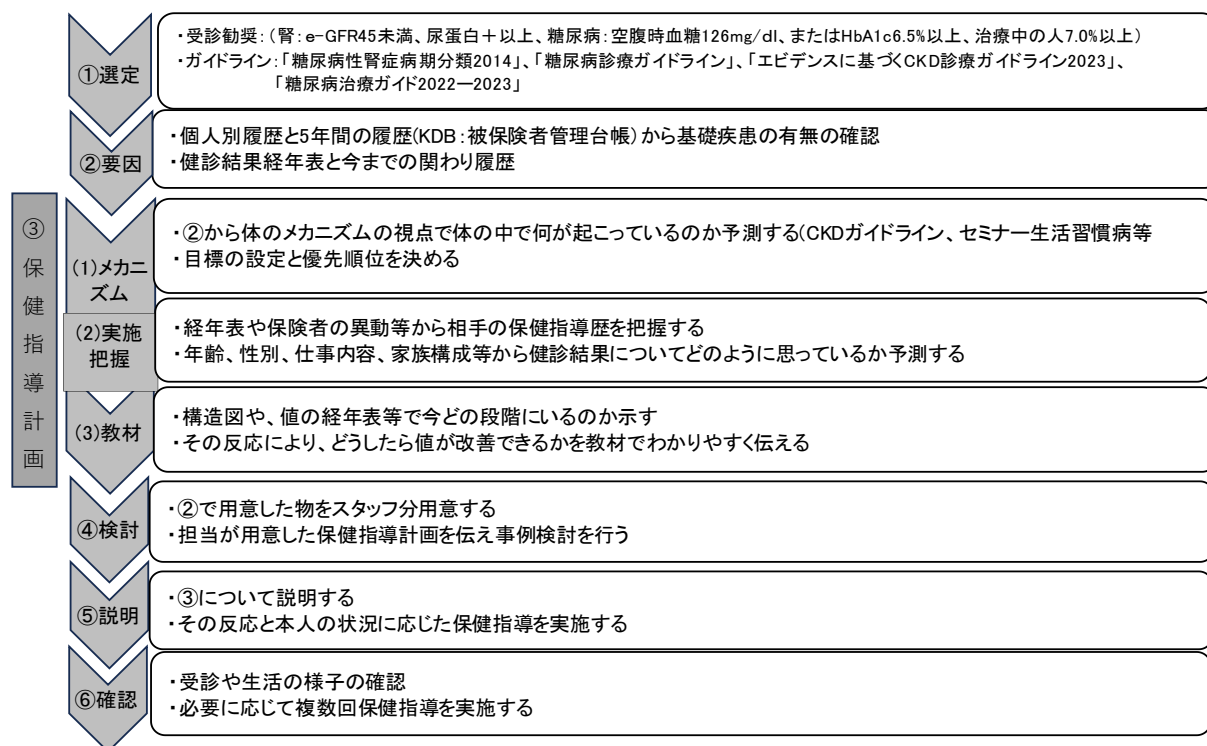 ①選定
・受診勧奨:(腎:e-GFR45未満、尿蛋白+以上、糖尿病:空腹時血糖126mg/dl、またはHbA1c6.5%以上、治療中の人7.0%以上)
・ガイドライン:「糖尿病性腎症病期分類2014」、「糖尿病診療ガイドライン」、「エビデンスに基づくCKD診療ガイドライン2023」、
「糖尿病治療ガイド2022―2023」
②要因
・個人別履歴と5年間の履歴(KDB:被保険者管理台帳)から基礎疾患の有無の確認
・健診結果経年表と今までの関わり履歴
③保健指導計画
(1)メカニ
ズム
・②から体のメカニズムの視点で体の中で何が起こっているのか予測する(CKDガイドライン、セミナー生活習慣病等
・目標の設定と優先順位を決める
(2)実施
把握
・経年表や保険者の異動等から相手の保健指導歴を把握する
・年齢、性別、仕事内容、家族構成等から健診結果についてどのように思っているか予測する
(3)教材
・構造図や、値の経年表等で今どの段階にいるのか示す
・その反応により、どうしたら値が改善できるかを教材でわかりやすく伝える
④検討
・②で用意した物をスタッフ分用意する
・担当が用意した保健指導計画を伝え事例検討を行う
⑤説明
・③について説明する
・その反応と本人の状況に応じた保健指導を実施する
⑥確認
・受診や生活の様子の確認
・必要に応じて複数回保健指導を実施する